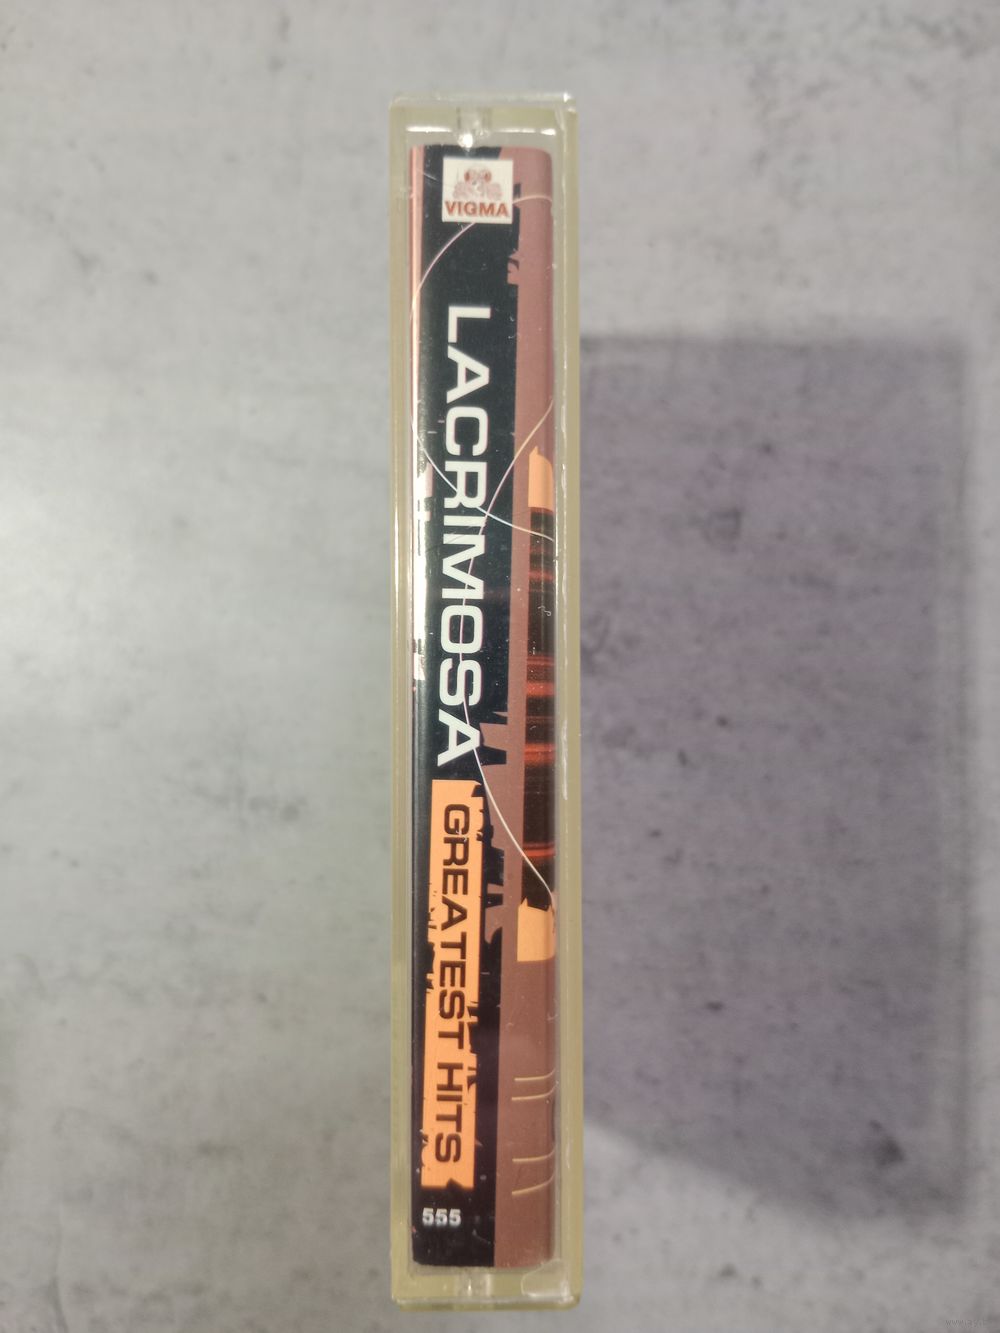 VIGMA
LACRIMOSA
GREATEST HITS
555